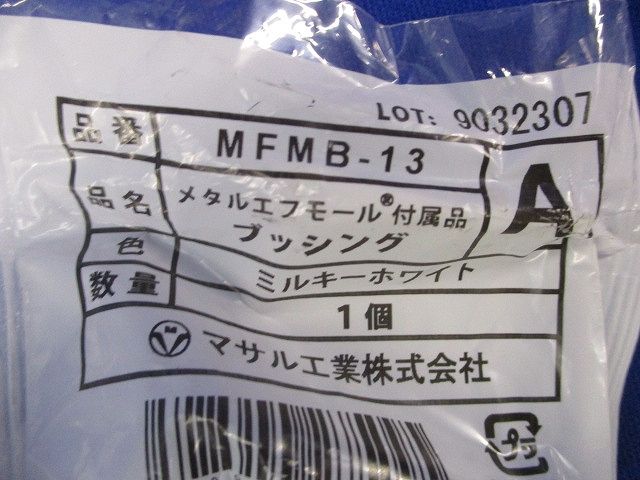 LOT: 9032307
品番 MFMB-13 A
品名 メタルエフモール®付属品
ブッシング
色 ミルキーホワイト
数量 1個
M マサル工業株式会社
プラ